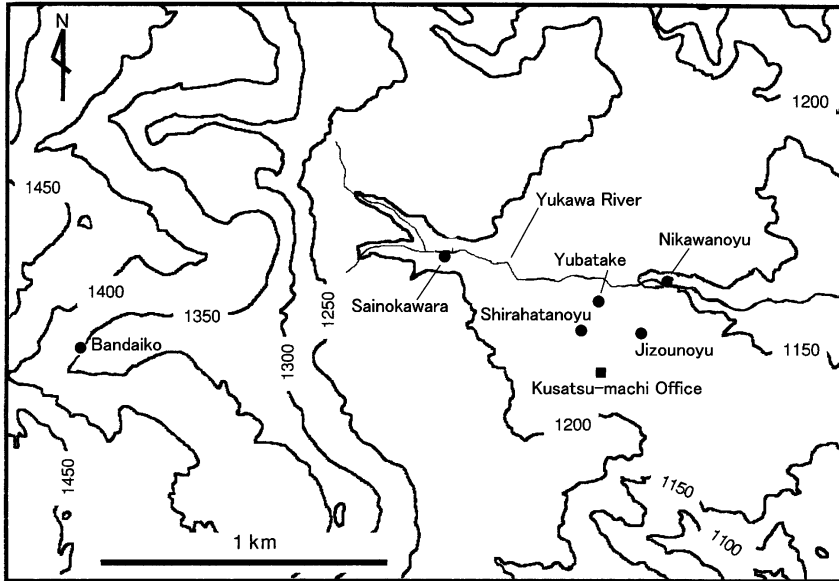 N
1200
1450
Yukawa River
Yubatake
Nikawanoyu
1400
1350
Sainokawara
1250
Shirahatanoyu
Bandaiko
1300
Jizounoyu
1150
Kusatsu-machi Office
1200
1450
1150
1100
1 km